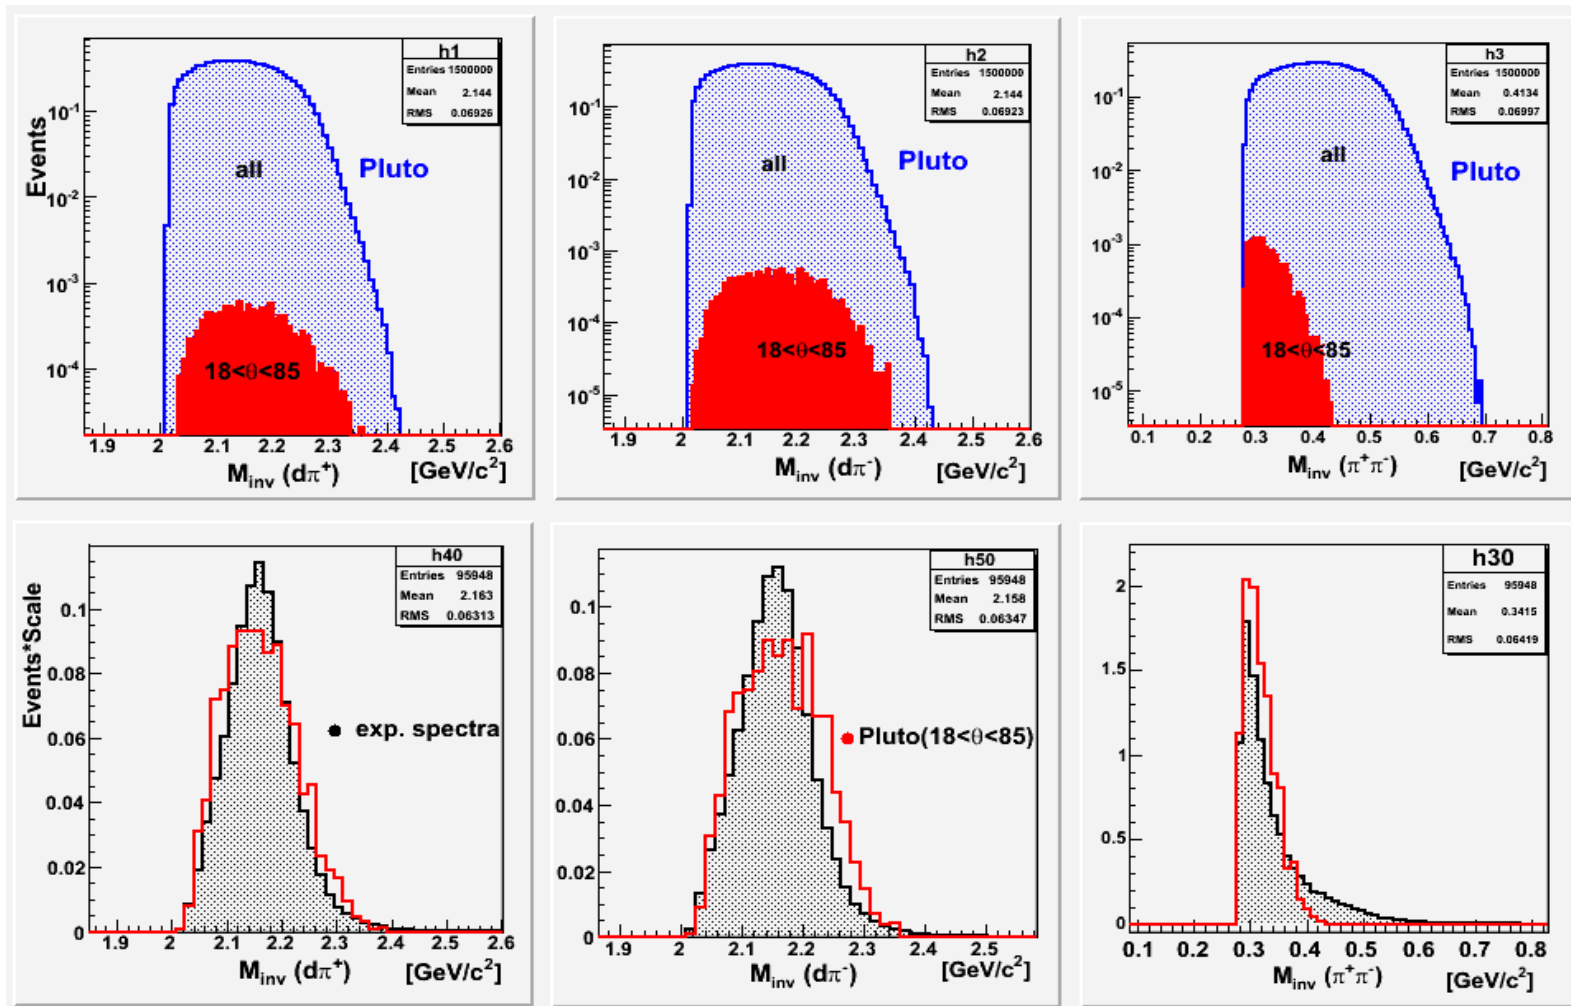 h1
Entries 1500000
Mean 2.144
RMS 0.06926
Events
10⁻¹
10⁻²
10⁻³
10⁻⁴
all
Pluto
18<θ<85
1.9 2 2.1 2.2 2.3 2.4 2.5 2.6
M_inv (dπ⁺) [GeV/c²]
h2
Entries 1500000
Mean 2.144
RMS 0.06923
10⁻¹
10⁻²
10⁻³
10⁻⁴
10⁻⁵
all
Pluto
18<θ<85
1.9 2 2.1 2.2 2.3 2.4 2.5 2.6
M_inv (dπ⁻) [GeV/c²]
h3
Entries 1500000
Mean 0.4134
RMS 0.06997
10⁻¹
10⁻²
10⁻³
10⁻⁴
10⁻⁵
all
Pluto
18<θ<85
0.1 0.2 0.3 0.4 0.5 0.6 0.7 0.8
M_inv (π⁺π⁻) [GeV/c²]
h40
Entries 95948
Mean 2.163
RMS 0.06313
Events*Scale
0.1
0.08
0.06
0.04
0.02
0
exp. spectra
1.9 2 2.1 2.2 2.3 2.4 2.5 2.6
M_inv (dπ⁺) [GeV/c²]
h50
Entries 95948
Mean 2.158
RMS 0.06347
0.1
0.08
0.06
0.04
0.02
0
Pluto(18<θ<85)
1.9 2 2.1 2.2 2.3 2.4 2.5
M_inv (dπ⁻) [GeV/c²]
h30
Entries 95948
Mean 0.3415
RMS 0.06419
2
1.5
1
0.5
0
0.1 0.2 0.3 0.4 0.5 0.6 0.7 0.8
M_inv (π⁺π⁻) [GeV/c²]